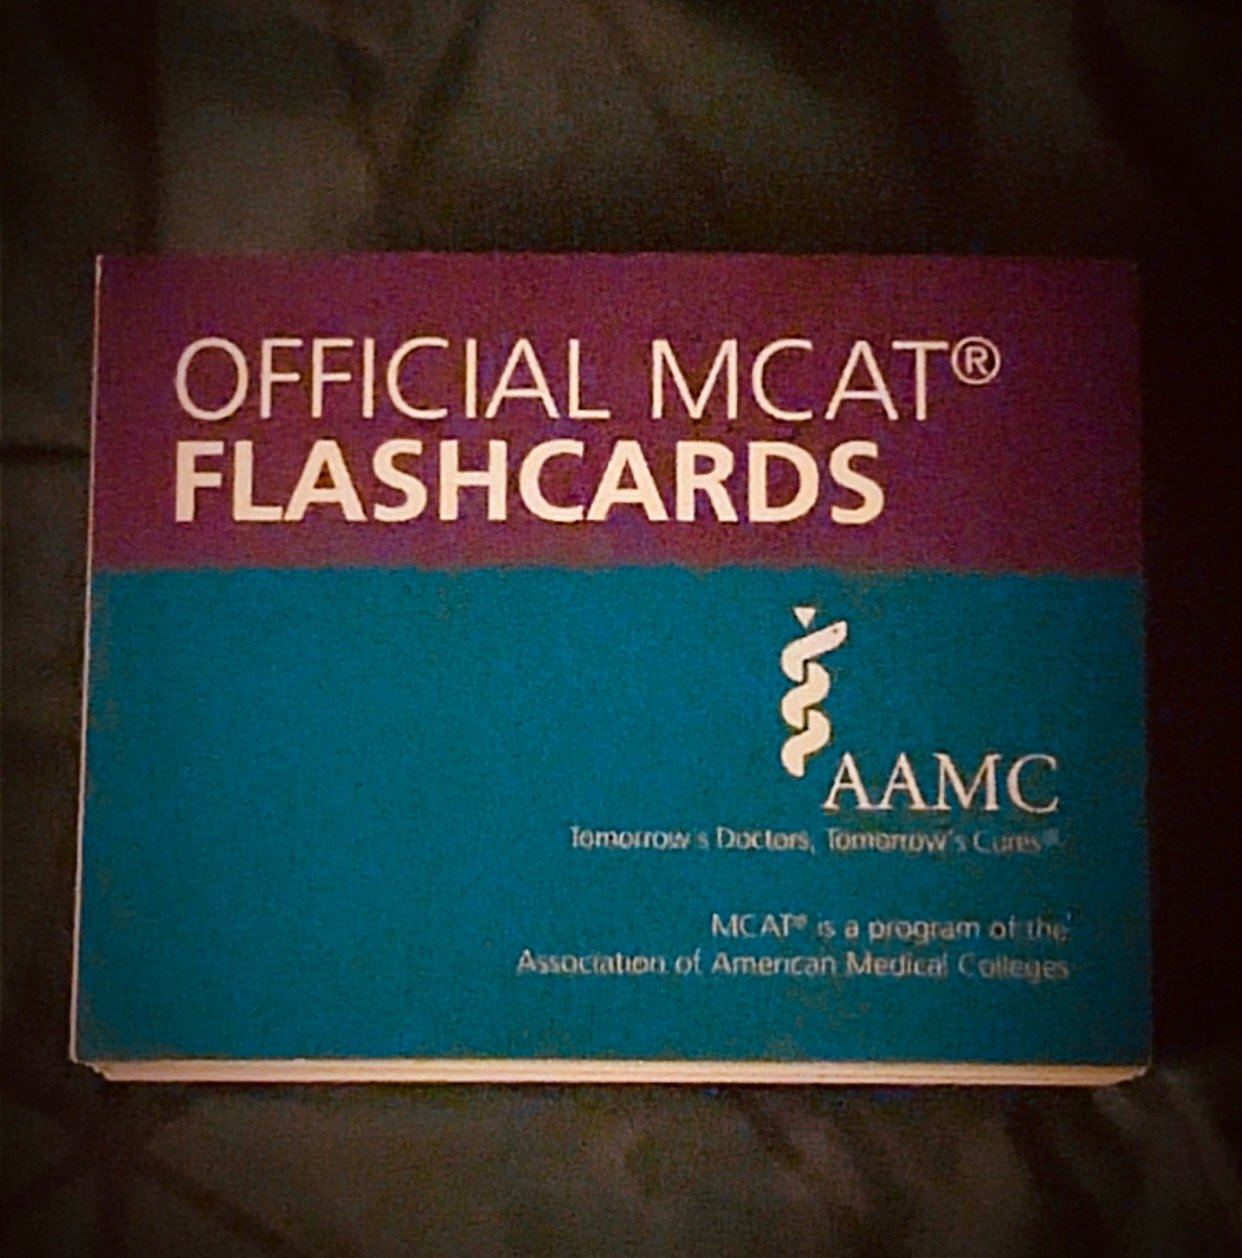 OFFICIAL MCAT®
FLASHCARDS
AAMC
Tomorrow's Doctors, Tomorrow's Cures®
MCAT® is a program of the
Association of American Medical Colleges